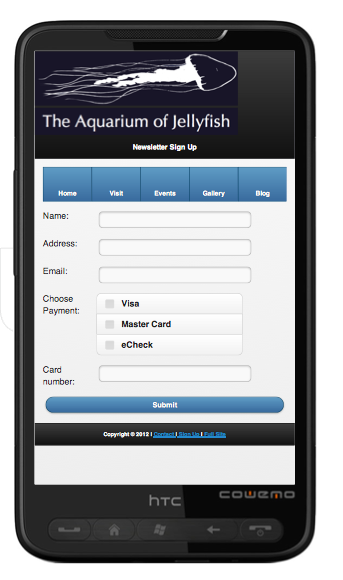 The Aquarium of Jellyfish
Newsletter Sign Up
Home Visit Events Gallery Blog
Name:
Address:
Email:
Choose
Payment:
Visa
Master Card
eCheck
Card
number:
Submit
Copyright © 2012 | Contact | Sign Up | Full Site
hTC
COWEMO